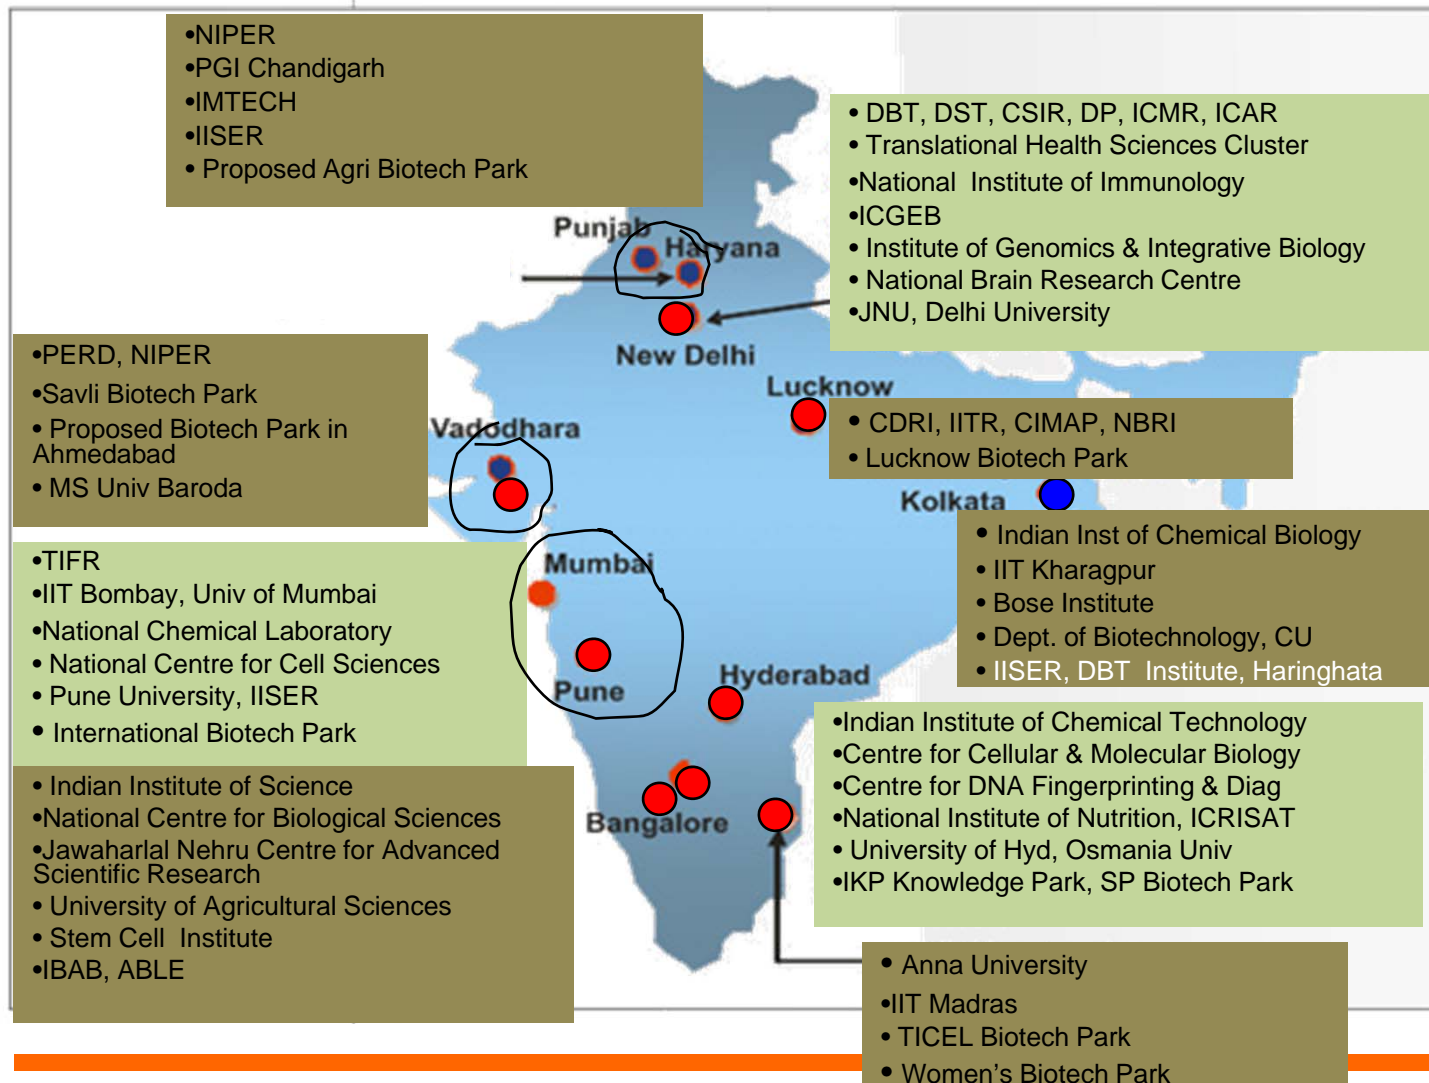 •NIPER
•PGI Chandigarh
•IMTECH
•IISER
• Proposed Agri Biotech Park
• DBT, DST, CSIR, DP, ICMR, ICAR
• Translational Health Sciences Cluster
•National Institute of Immunology
•ICGEB
• Institute of Genomics & Integrative Biology
• National Brain Research Centre
•JNU, Delhi University
Punjab
Haryana
New Delhi
Lucknow
•PERD, NIPER
•Savli Biotech Park
• Proposed Biotech Park in
Ahmedabad
• MS Univ Baroda
Vadodhara
• CDRI, IITR, CIMAP, NBRI
• Lucknow Biotech Park
Kolkata
• Indian Inst of Chemical Biology
• IIT Kharagpur
• Bose Institute
• Dept. of Biotechnology, CU
• IISER, DBT Institute, Haringhata
•TIFR
•IIT Bombay, Univ of Mumbai
•National Chemical Laboratory
• National Centre for Cell Sciences
• Pune University, IISER
• International Biotech Park
Mumbai
Pune
Hyderabad
•Indian Institute of Chemical Technology
•Centre for Cellular & Molecular Biology
•Centre for DNA Fingerprinting & Diag
•National Institute of Nutrition, ICRISAT
• University of Hyd, Osmania Univ
•IKP Knowledge Park, SP Biotech Park
• Indian Institute of Science
•National Centre for Biological Sciences
•Jawaharlal Nehru Centre for Advanced
Scientific Research
• University of Agricultural Sciences
• Stem Cell Institute
•IBAB, ABLE
Bangalore
• Anna University
•IIT Madras
• TICEL Biotech Park
• Women's Biotech Park